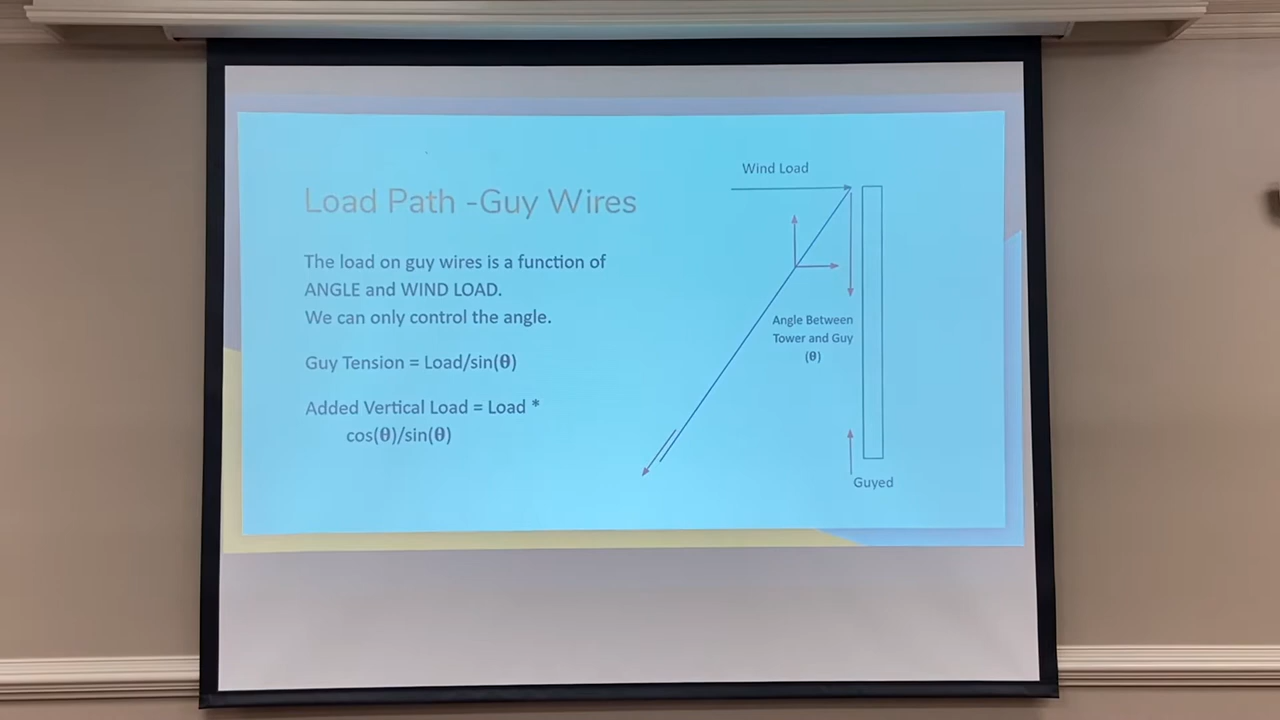 Load Path -Guy Wires
The load on guy wires is a function of
ANGLE and WIND LOAD.
We can only control the angle.
Guy Tension = Load/sin(θ)
Added Vertical Load = Load *
cos(θ)/sin(θ)
Wind Load
Angle Between
Tower and Guy
(θ)
Guyed